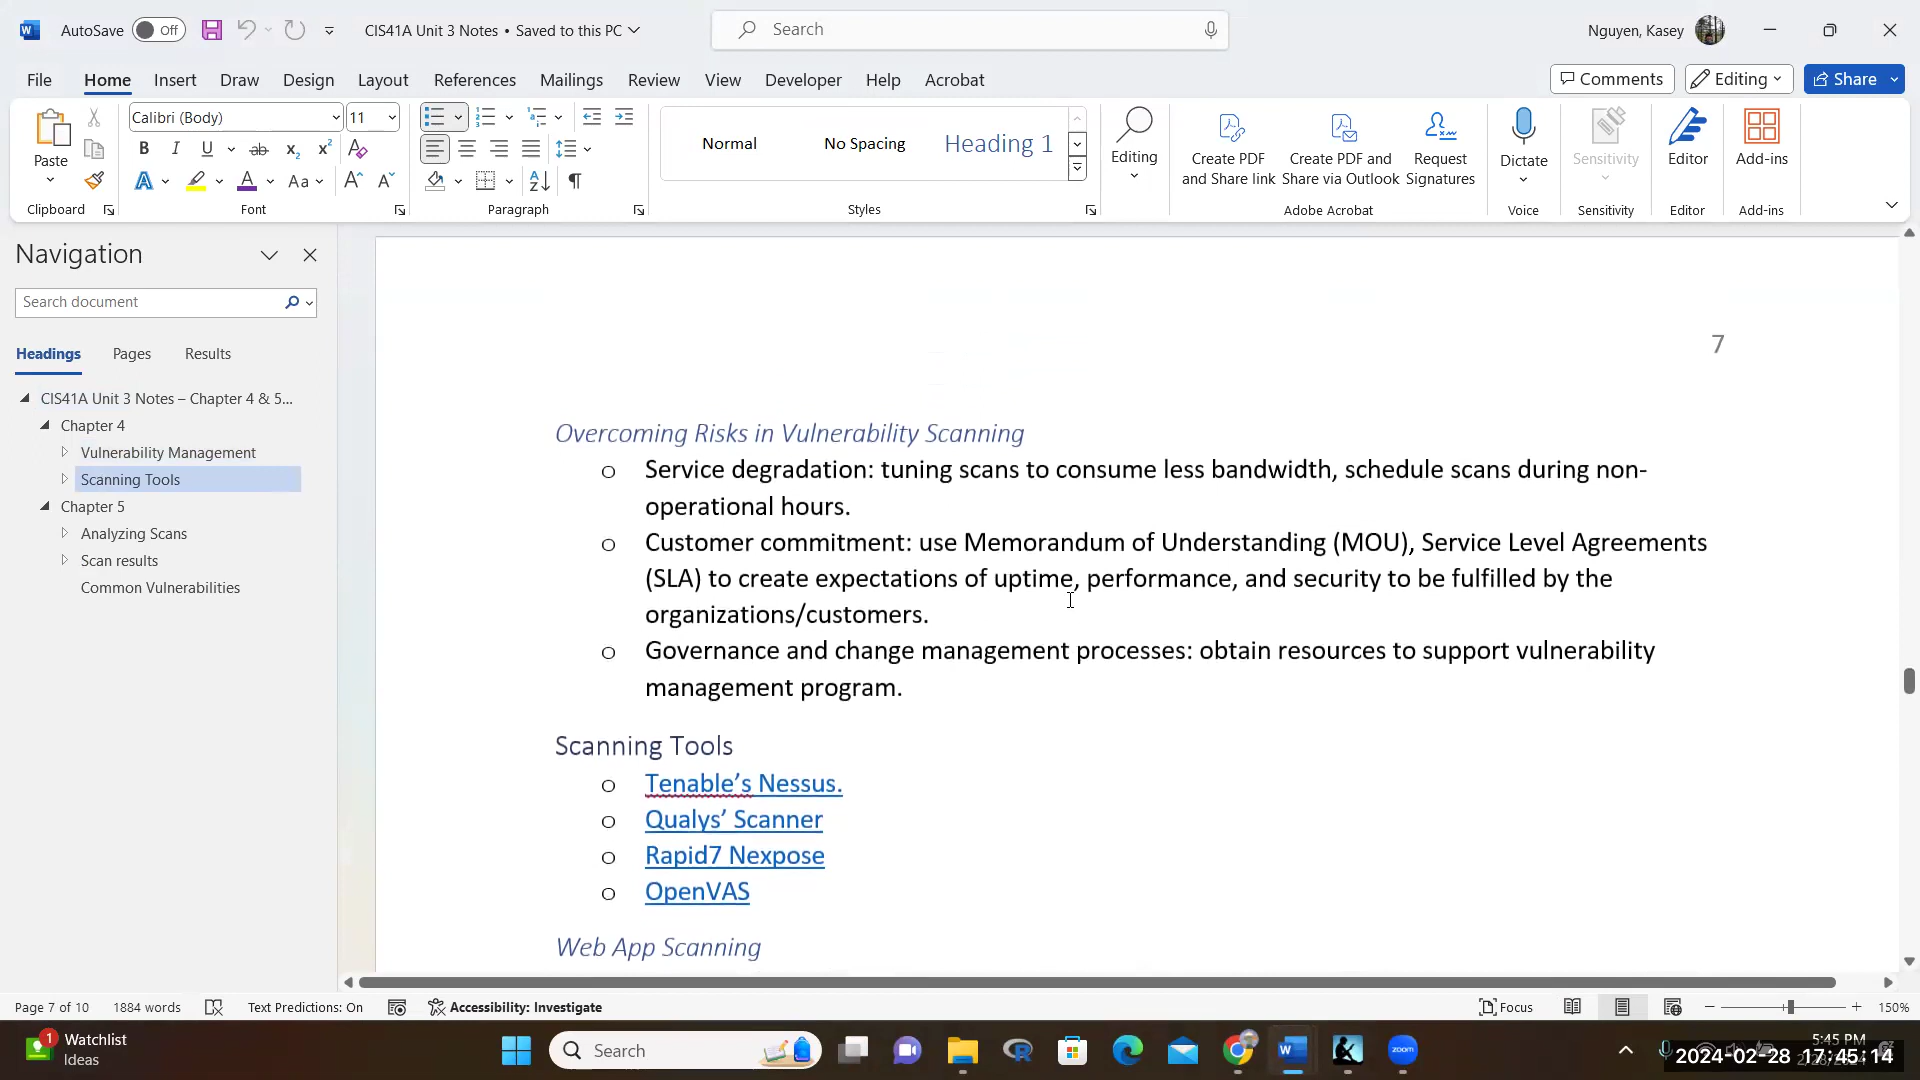 AutoSave Off CIS41A Unit 3 Notes • Saved to this PC Search Nguyen, Kasey
File Home Insert Draw Design Layout References Mailings Review View Developer Help Acrobat Comments Editing Share
Paste
Clipboard
Calibri (Body) 11
Font
Paragraph
Normal No Spacing Heading 1
Styles
Editing
Create PDF
and Share link
Create PDF and
Share via Outlook
Request
Signatures
Adobe Acrobat
Dictate
Voice
Sensitivity
Sensitivity
Editor
Editor
Add-ins
Add-ins
Navigation
Search document
Headings Pages Results
CIS41A Unit 3 Notes – Chapter 4 & 5...
Chapter 4
Vulnerability Management
Scanning Tools
Chapter 5
Analyzing Scans
Scan results
Common Vulnerabilities
7
Overcoming Risks in Vulnerability Scanning
o Service degradation: tuning scans to consume less bandwidth, schedule scans during non-
operational hours.
o Customer commitment: use Memorandum of Understanding (MOU), Service Level Agreements
(SLA) to create expectations of uptime, performance, and security to be fulfilled by the
organizations/customers.
o Governance and change management processes: obtain resources to support vulnerability
management program.
Scanning Tools
o Tenable’s Nessus.
o Qualys’ Scanner
o Rapid7 Nexpose
o OpenVAS
Web App Scanning
Page 7 of 10 1884 words Text Predictions: On Accessibility: Investigate Focus 150%
1 Watchlist
Ideas
Search
zoom
5:45 PM
2024-02-28 17:45:14